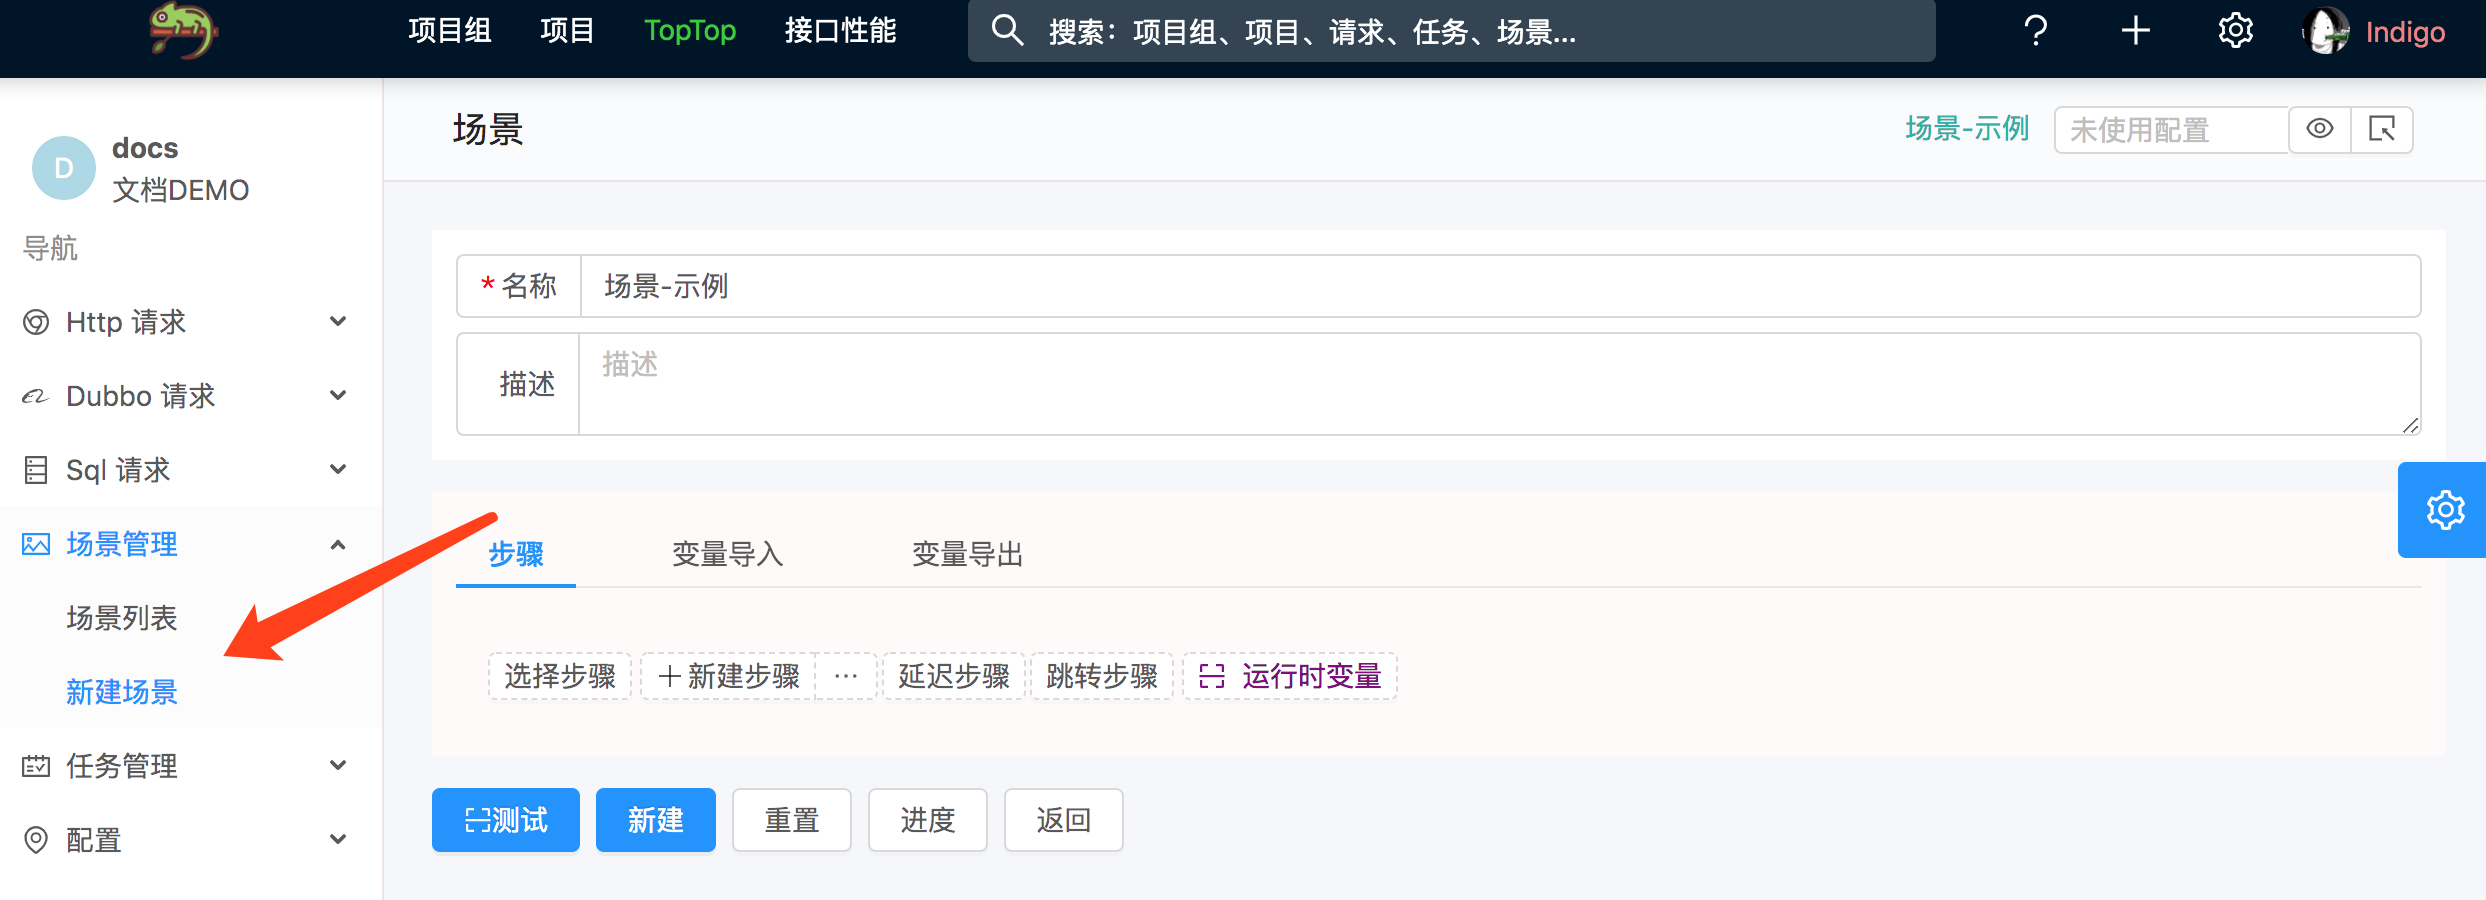 项目组 项目 TopTop 接口性能 搜索：项目组、项目、请求、任务、场景... Indigo
D docs
文档DEMO
导航
Http 请求
Dubbo 请求
Sql 请求
场景管理
场景列表
新建场景
任务管理
配置
场景 场景-示例 未使用配置
* 名称 场景-示例
描述 描述
步骤 变量导入 变量导出
选择步骤 +新建步骤 ... 延迟步骤 跳转步骤 运行时变量
测试 新建 重置 进度 返回